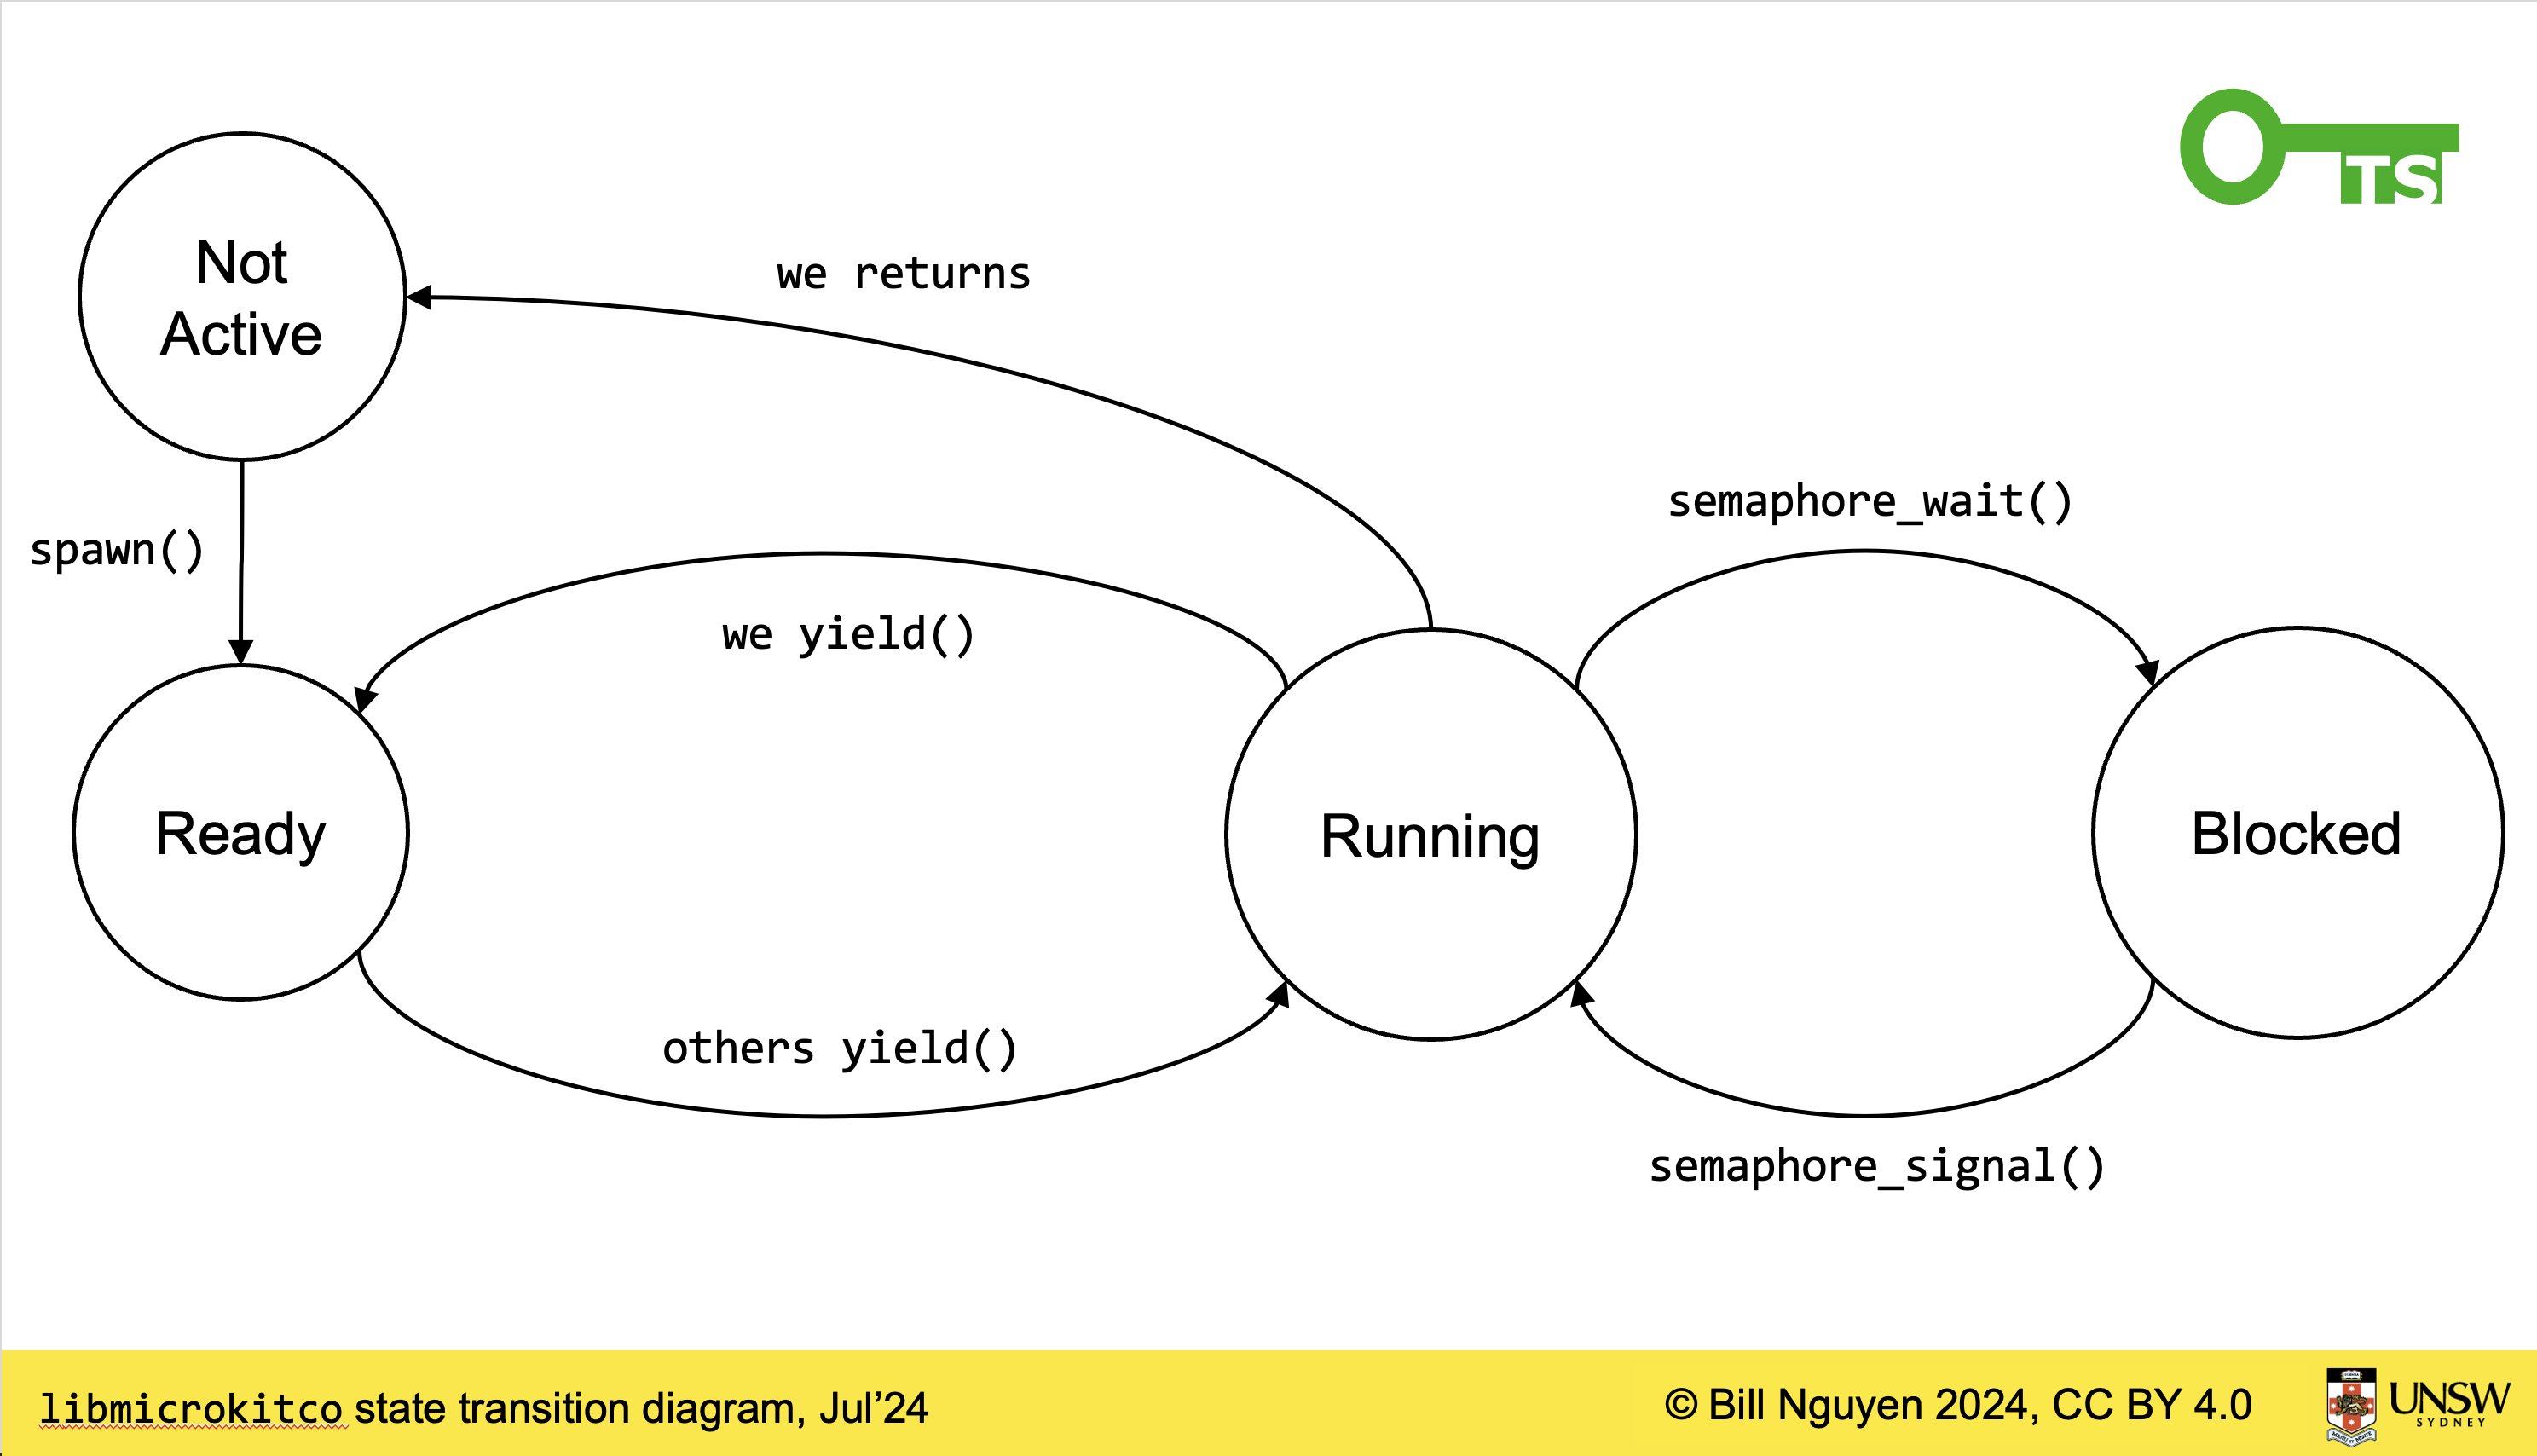 TS
Not
Active
we returns
semaphore_wait()
spawn()
we yield()
Ready
Running
Blocked
others yield()
semaphore_signal()
libmicrokitco state transition diagram, Jul’24
© Bill Nguyen 2024, CC BY 4.0
UNSW
SYDNEY